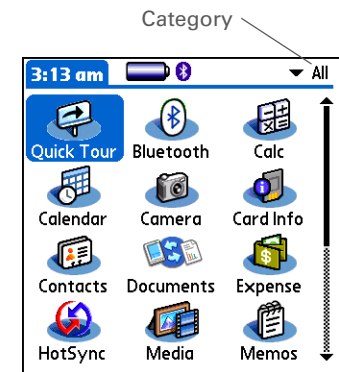 Category
3:13 am All
Quick Tour Bluetooth Calc
Calendar Camera Card Info
Contacts Documents Expense
HotSync Media Memos